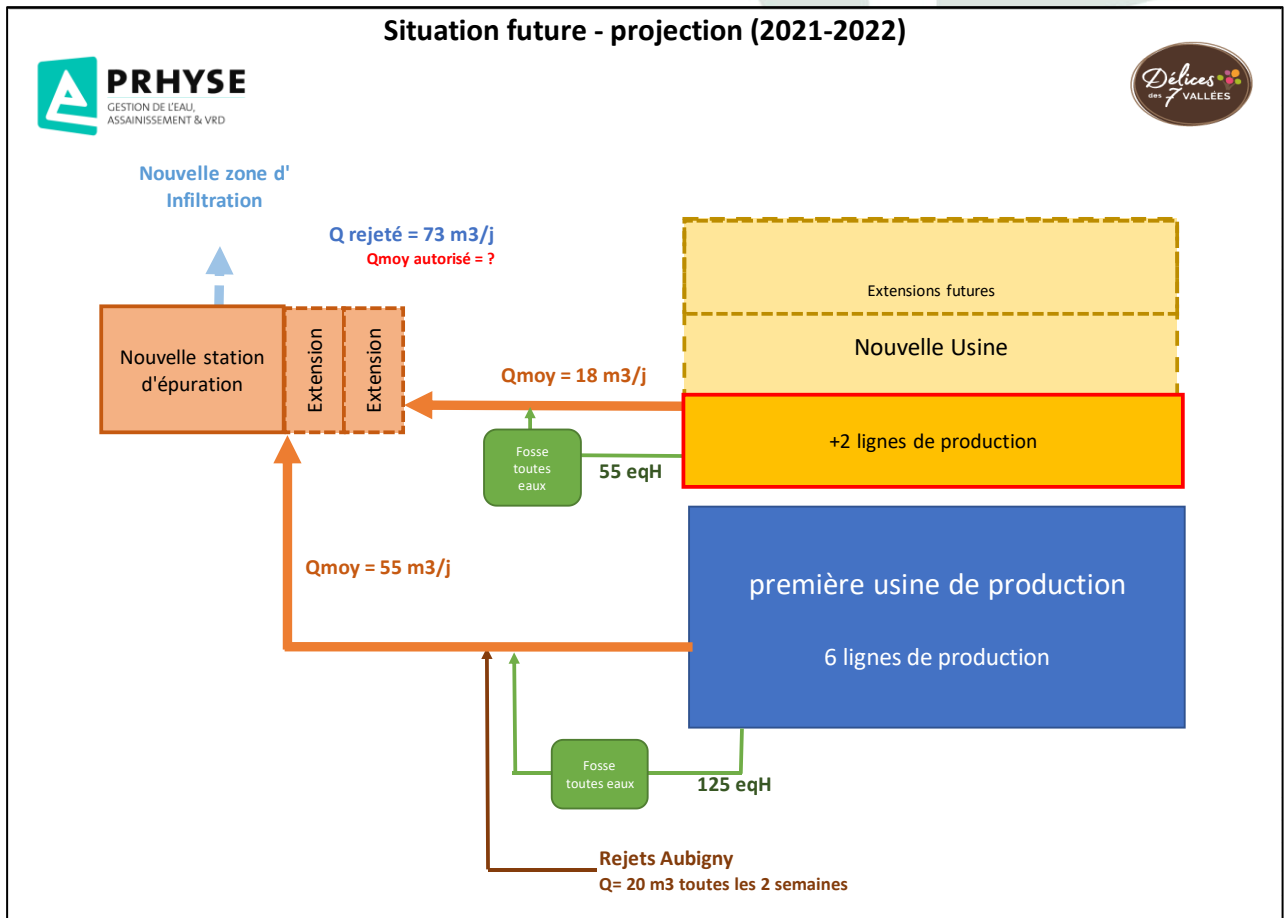 Situation future - projection (2021-2022)
PRHYSE
GESTION DE L'EAU,
ASSAINISSEMENT & VRD
Délices
des 7 VALLÉES
Nouvelle zone d'
Infiltration
Q rejeté = 73 m3/j
Qmoy autorisé = ?
Extensions futures
Nouvelle Usine
Nouvelle station
d'épuration
Extension
Extension
Qmoy = 18 m3/j
+2 lignes de production
Fosse
toutes
eaux
55 eqH
Qmoy = 55 m3/j
première usine de production
6 lignes de production
Fosse
toutes eaux
125 eqH
Rejets Aubigny
Q= 20 m3 toutes les 2 semaines